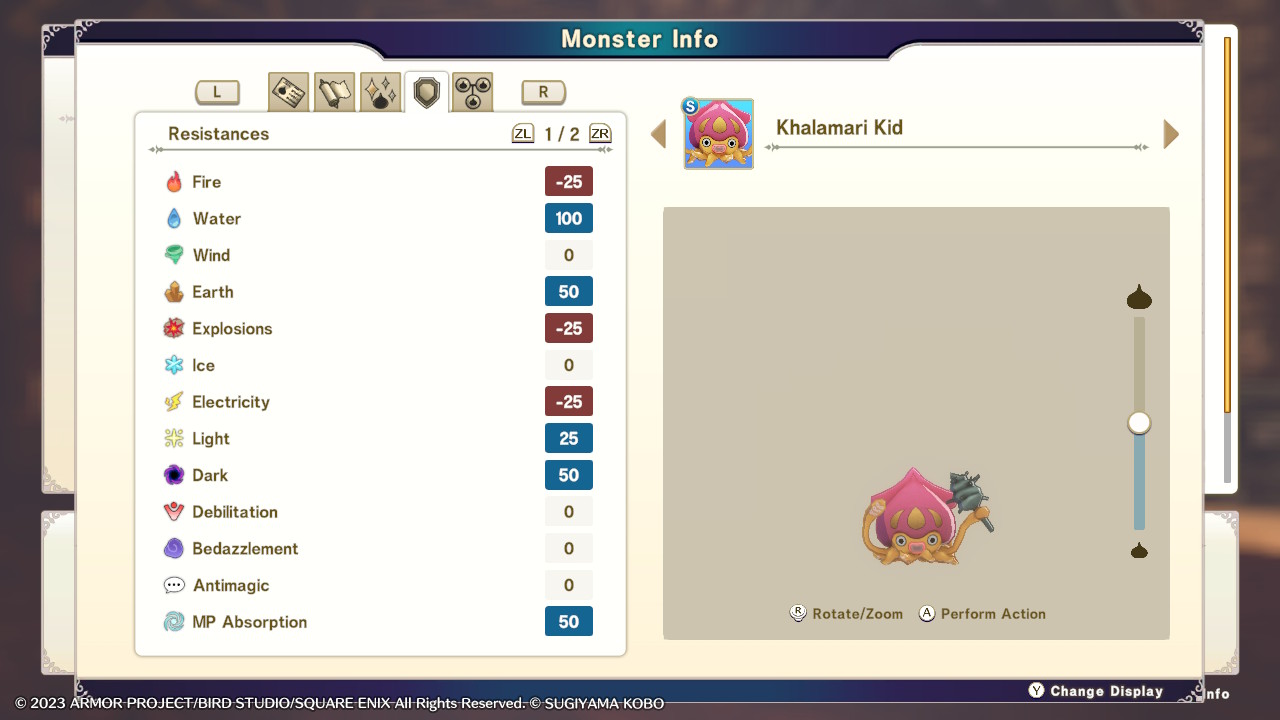 Monster Info
L
R
Resistances
ZL 1 / 2 ZR
Fire -25
Water 100
Wind 0
Earth 50
Explosions -25
Ice 0
Electricity -25
Light 25
Dark 50
Debilitation 0
Bedazzlement 0
Antimagic 0
MP Absorption 50
S
Khalamari Kid
R Rotate/Zoom A Perform Action
Y Change Display
Info
© 2023 ARMOR PROJECT/BIRD STUDIO/SQUARE ENIX All Rights Reserved. © SUGIYAMA KOBO